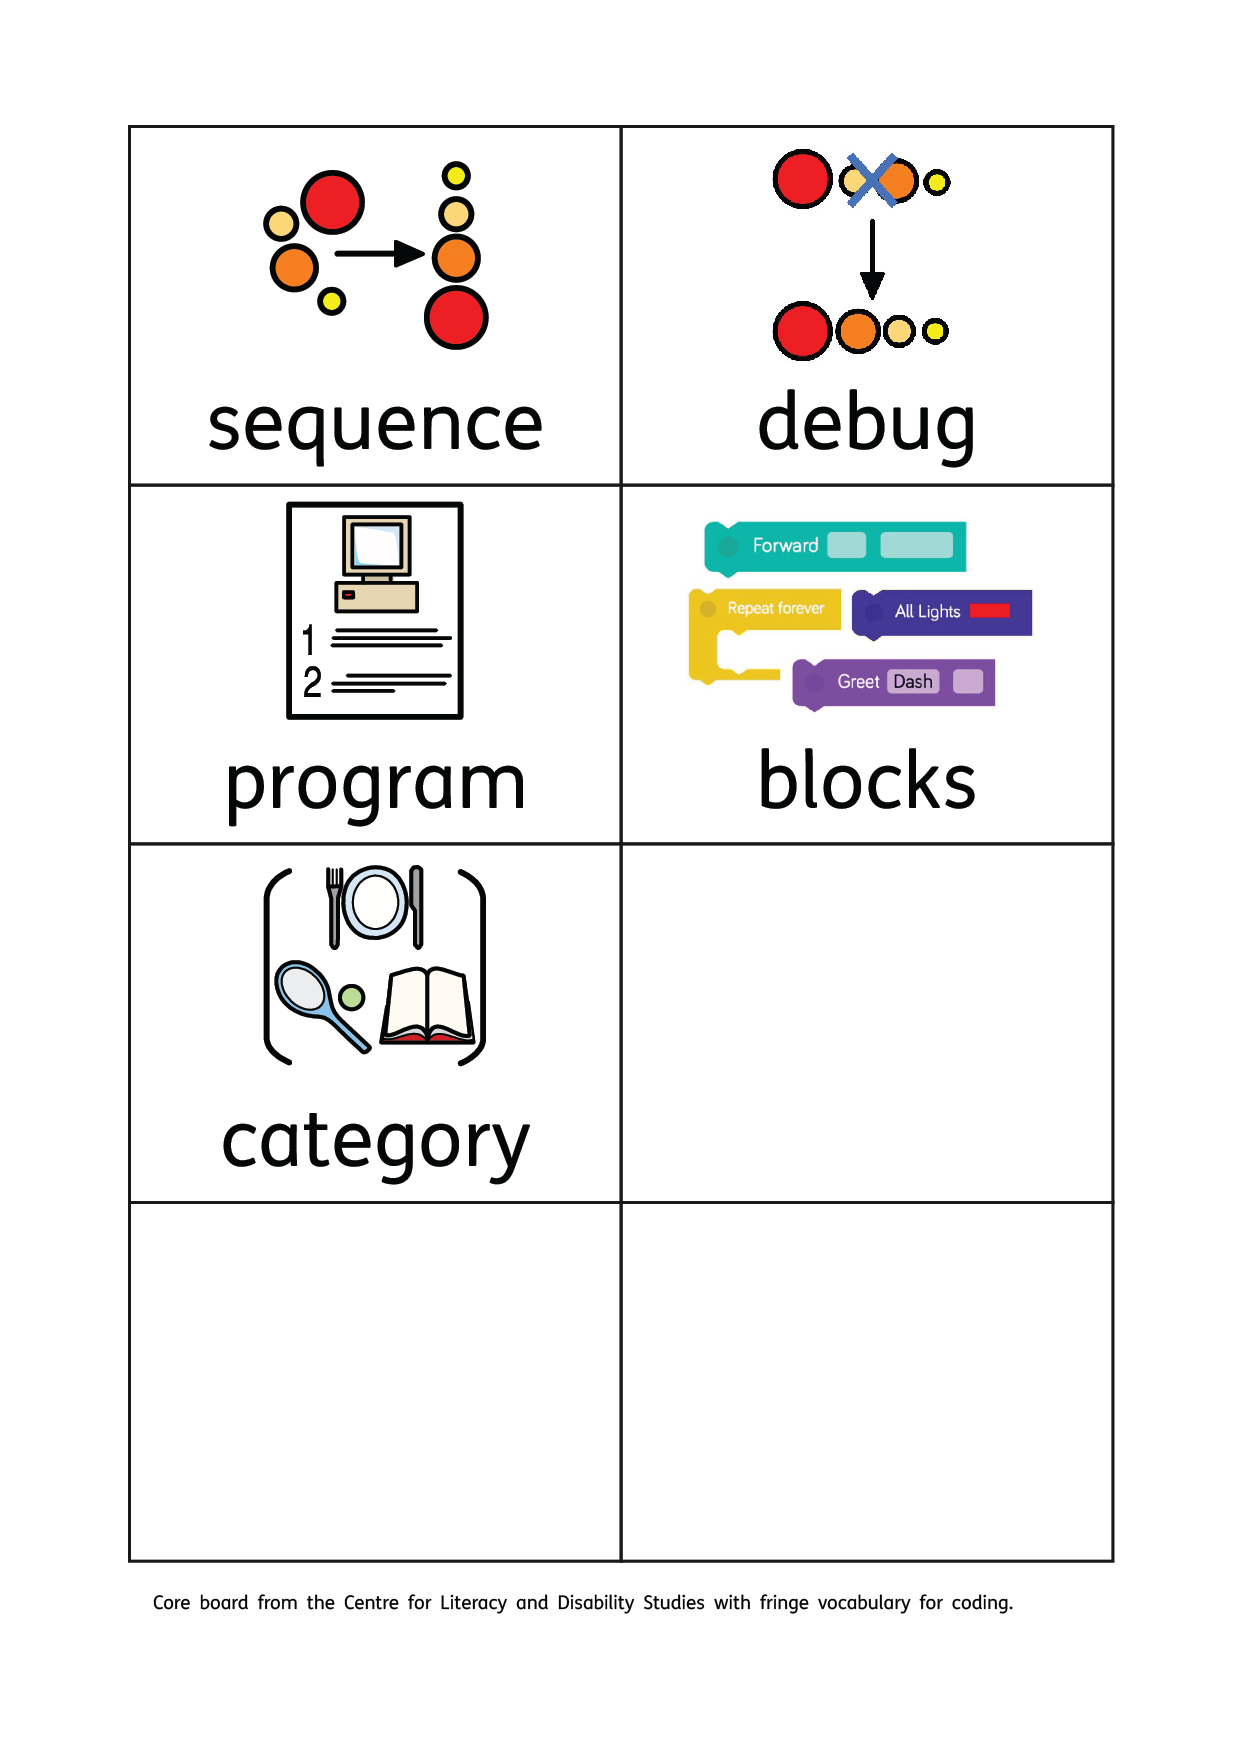 sequence
debug
1
2
program
Forward
Repeat forever
All Lights
Greet Dash
blocks
category
Core board from the Centre for Literacy and Disability Studies with fringe vocabulary for coding.